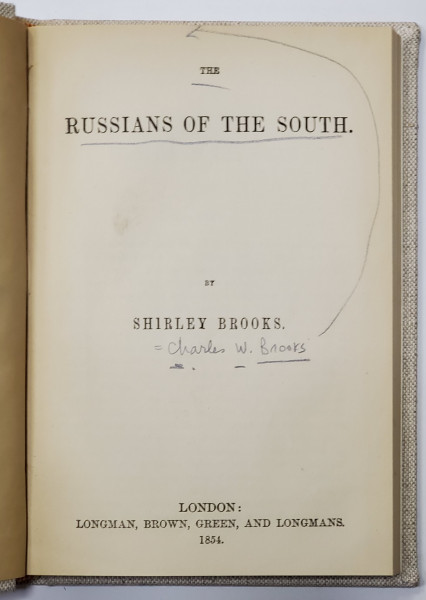 THE
RUSSIANS OF THE SOUTH.
BY
SHIRLEY BROOKS.
= Charles W. Brooks
LONDON:
LONGMAN, BROWN, GREEN, AND LONGMANS.
1854.